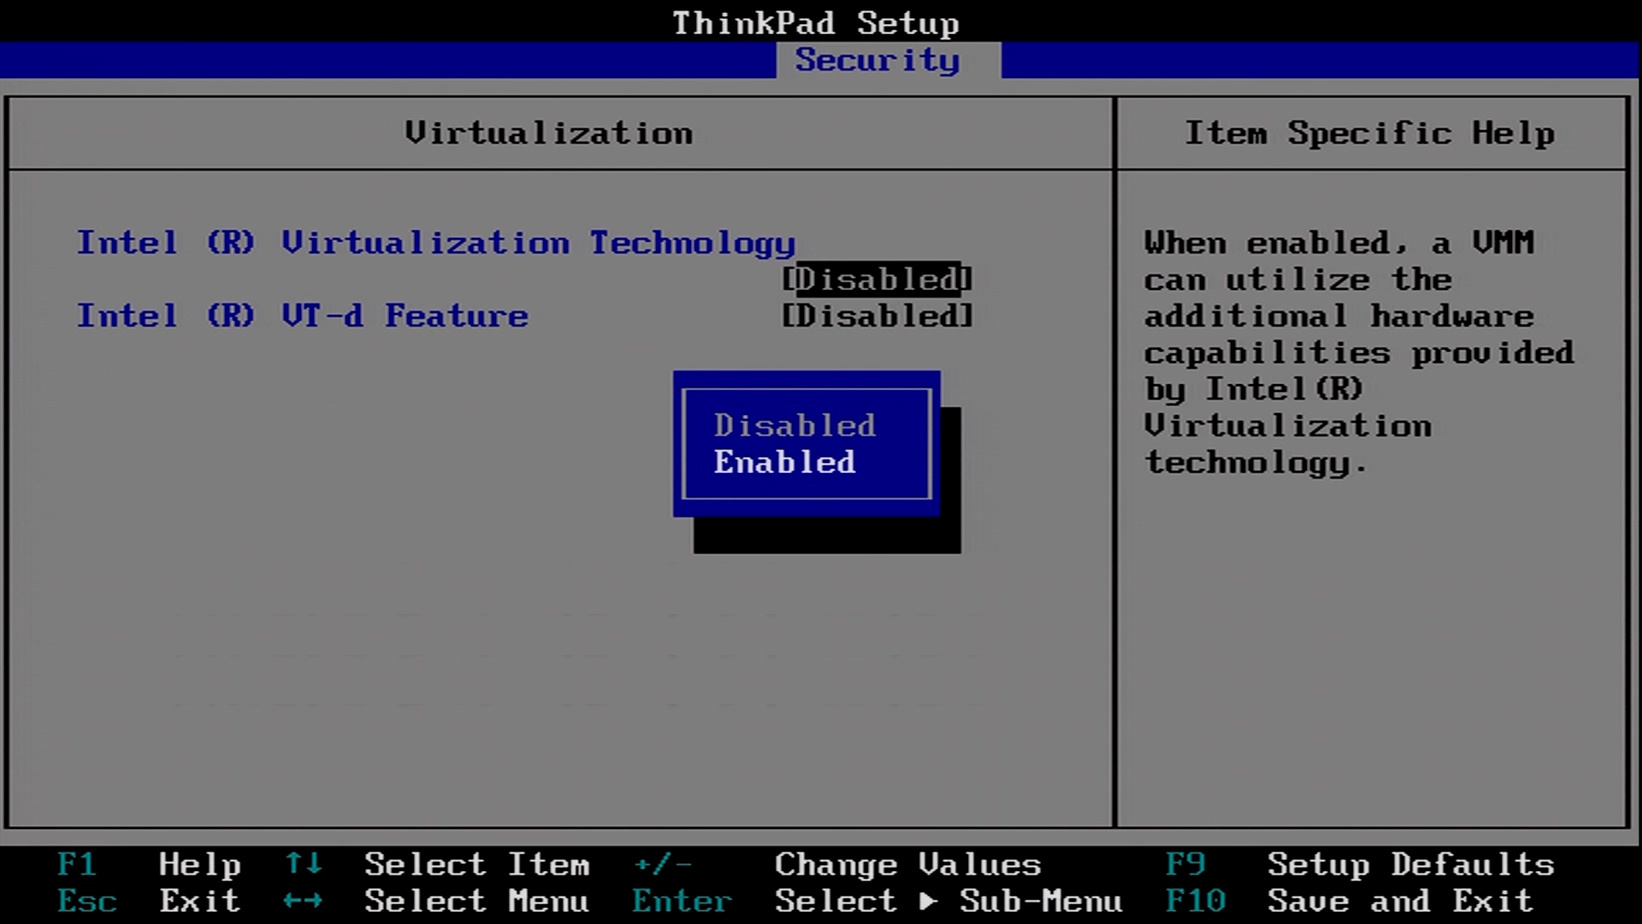 ThinkPad Setup
Security
Virtualization
Item Specific Help
Intel (R) Virtualization Technology
[Disabled]
Intel (R) VT-d Feature [Disabled]
Disabled
Enabled
When enabled, a VMM
can utilize the
additional hardware
capabilities provided
by Intel(R)
Virtualization
technology.
F1 Help ↑↓ Select Item +/- Change Values F9 Setup Defaults
Esc Exit ←→ Select Menu Enter Select ▶ Sub-Menu F10 Save and Exit